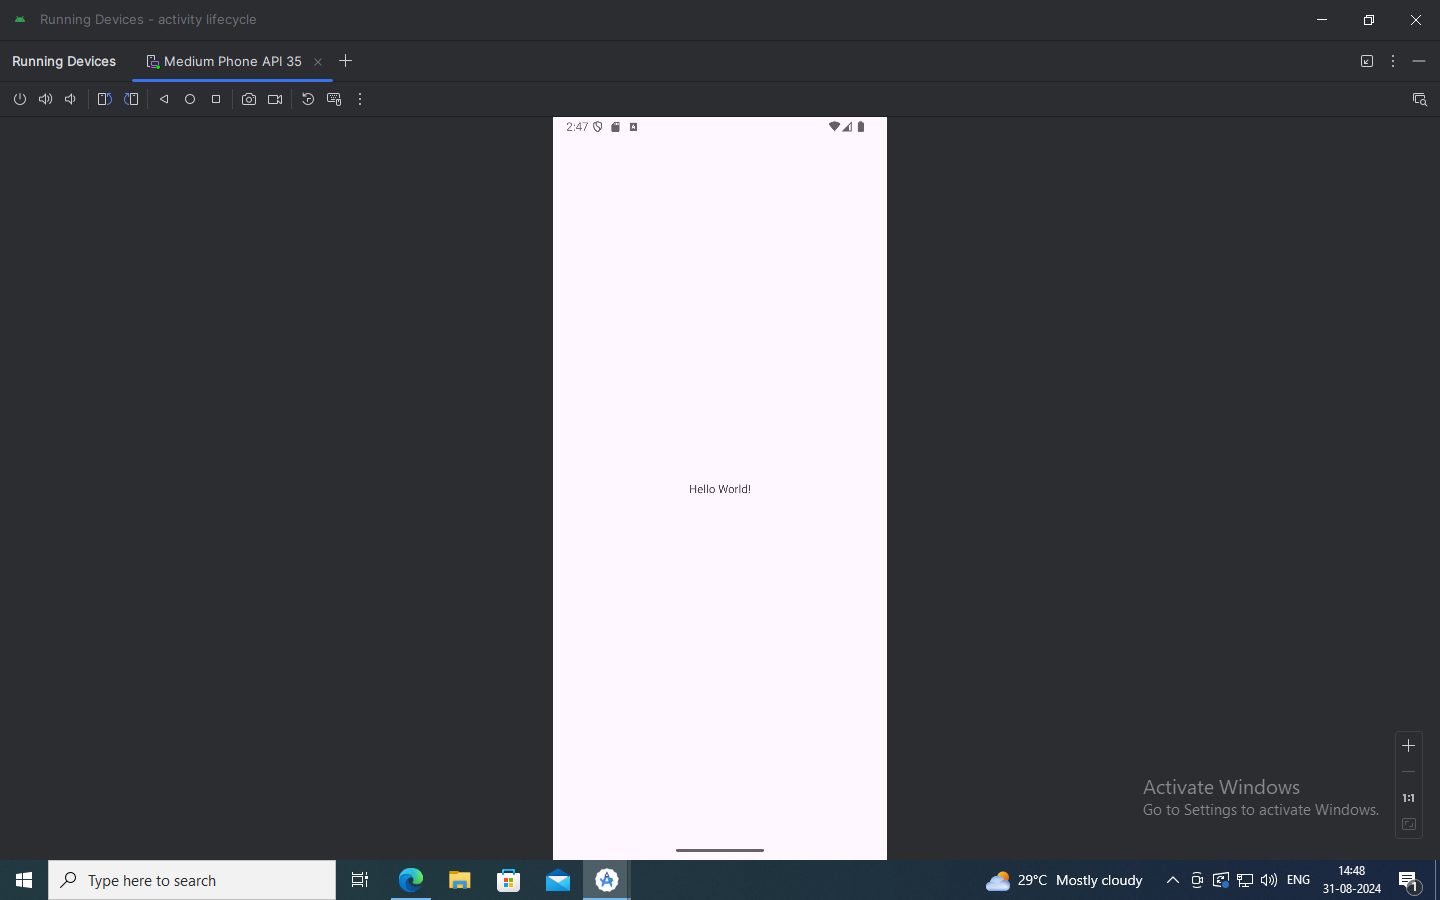 Running Devices - activity lifecycle
Running Devices
Medium Phone API 35
2:47
Hello World!
1:1
Activate Windows
Go to Settings to activate Windows.
Type here to search
29°C Mostly cloudy
ENG
14:48
31-08-2024
1